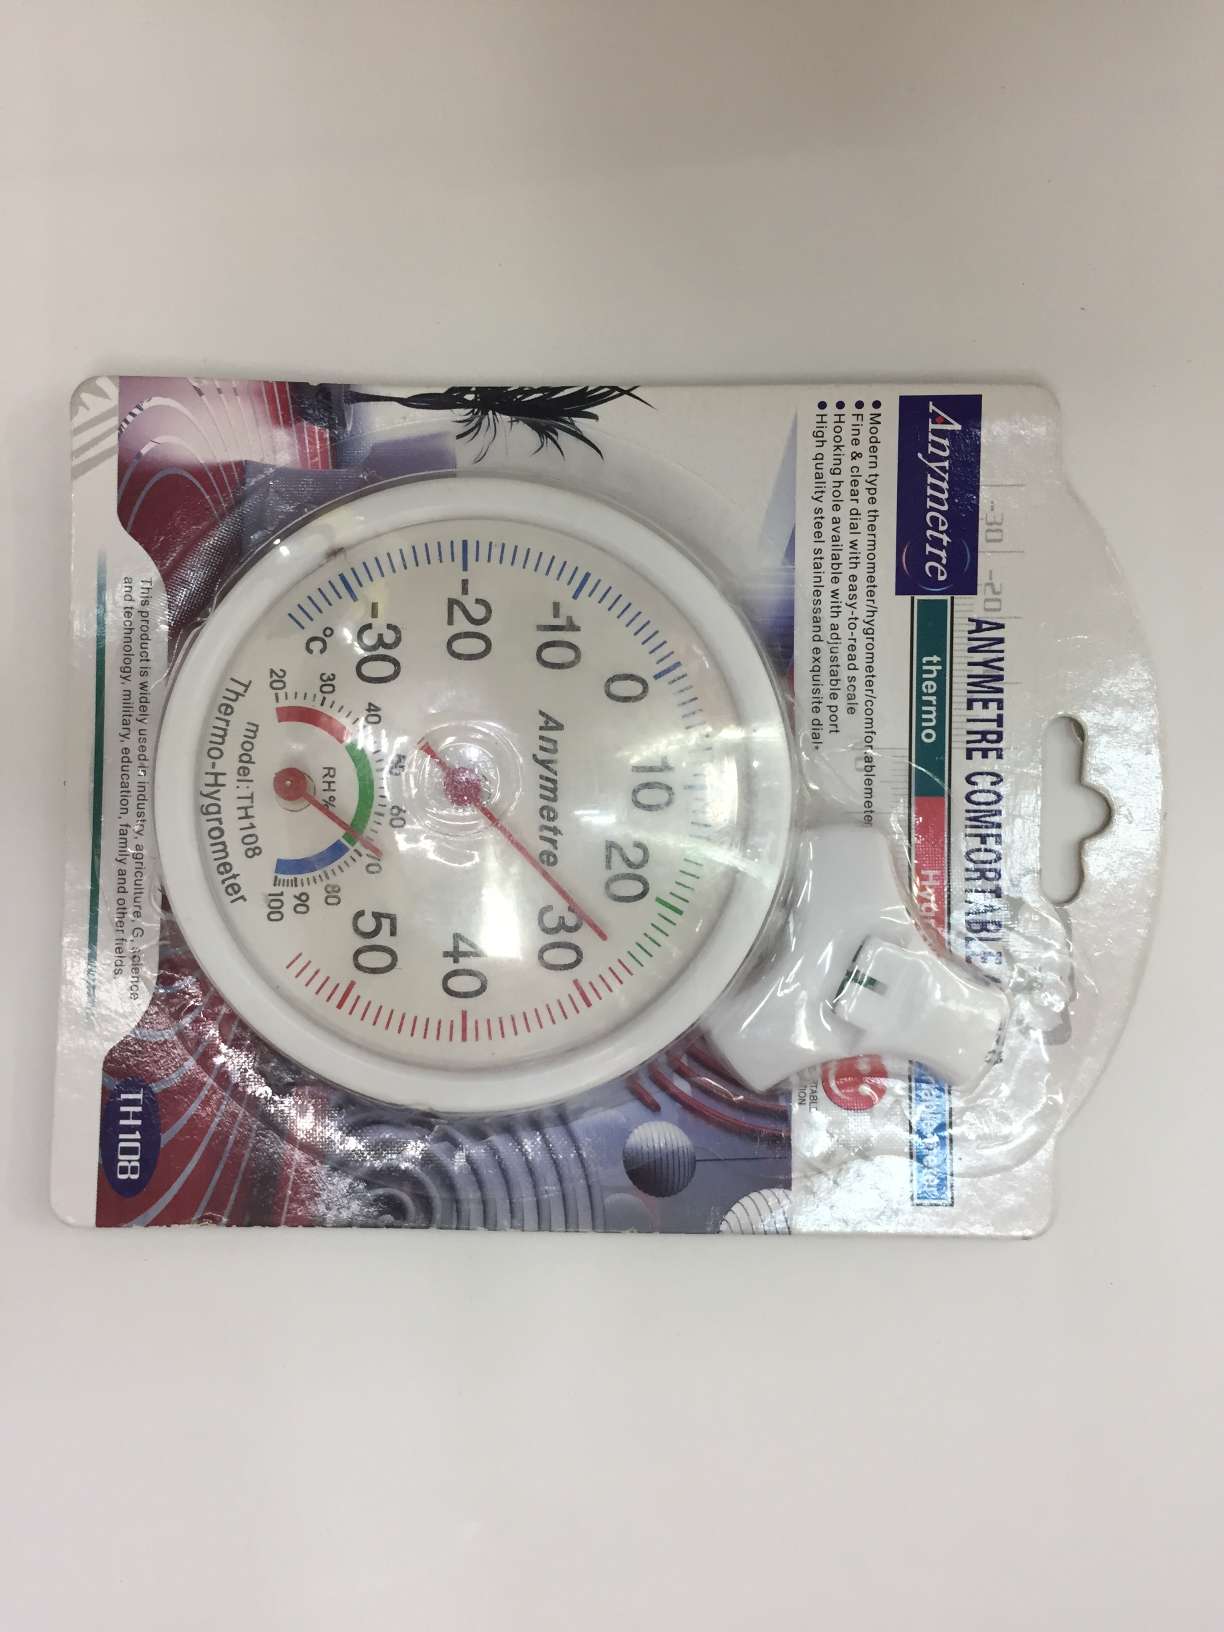 -30 -20
ANYMETRE COMFORTABLE
Anymetre
thermo
Modern type thermometer/hygrometer/comfortablemeter
Fine & clear dial with easy-to-read scale
Hooking hole available with adjustable port
High quality steel stainlessand exquisite dial.
-30
-20
-10
0
10
20
30
40
50
°C
Anymetre
20
30
40
50
60
70
80
90
100
RH%
model:TH108
Thermo-Hygrometer
This product is widely used in industry, agriculture, G, science
and technology, military, education, family and other fields.
TH108